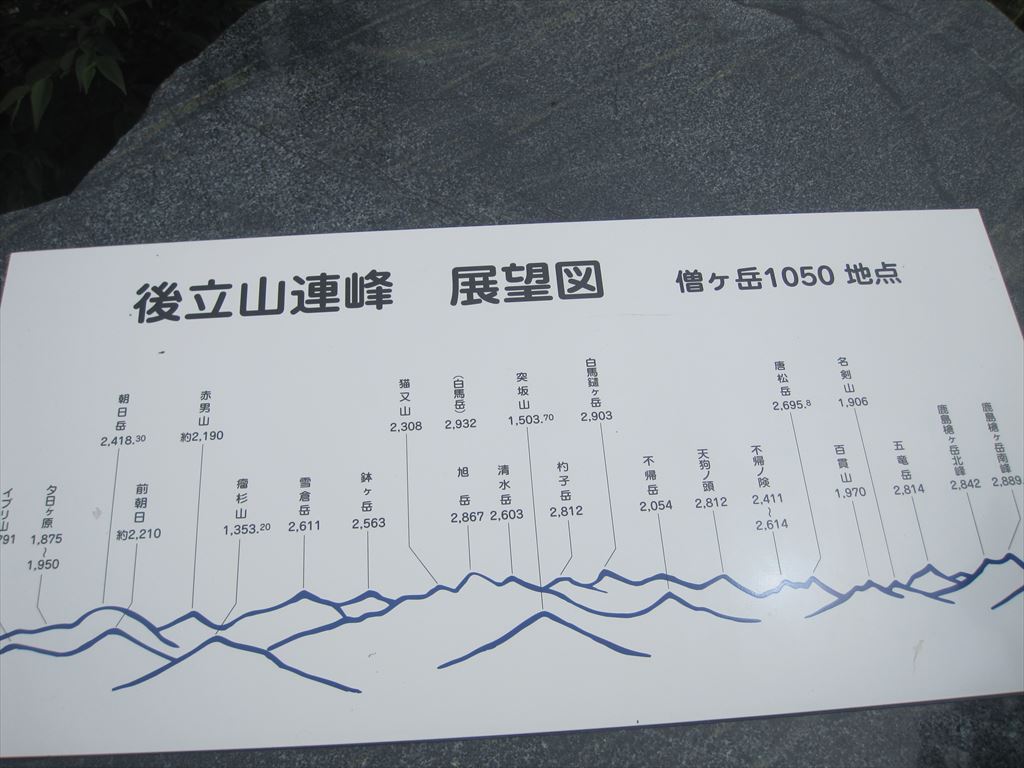 後立山連峰 展望図 僧ヶ岳1050 地点
イブリ山
791
夕日ヶ原
1,875
~
1,950
朝日岳
2,418.30
前朝日
約2,210
赤男山
約2,190
瘤杉山
1,353.20
雪倉岳
2,611
鉢ヶ岳
2,563
猫又山
2,308
(白馬岳)
2,932
旭岳
2,867
清水岳
2,603
突坂山
1,503.70
杓子岳
2,812
白馬鑓ヶ岳
2,903
不帰岳
2,054
天狗ノ頭
2,812
不帰ノ険
2,411
~
2,614
唐松岳
2,695.8
百貫山
1,970
名剣山
1,906
五竜岳
2,814
鹿島槍ヶ岳北峰
2,842
鹿島槍ヶ岳南峰
2,889.